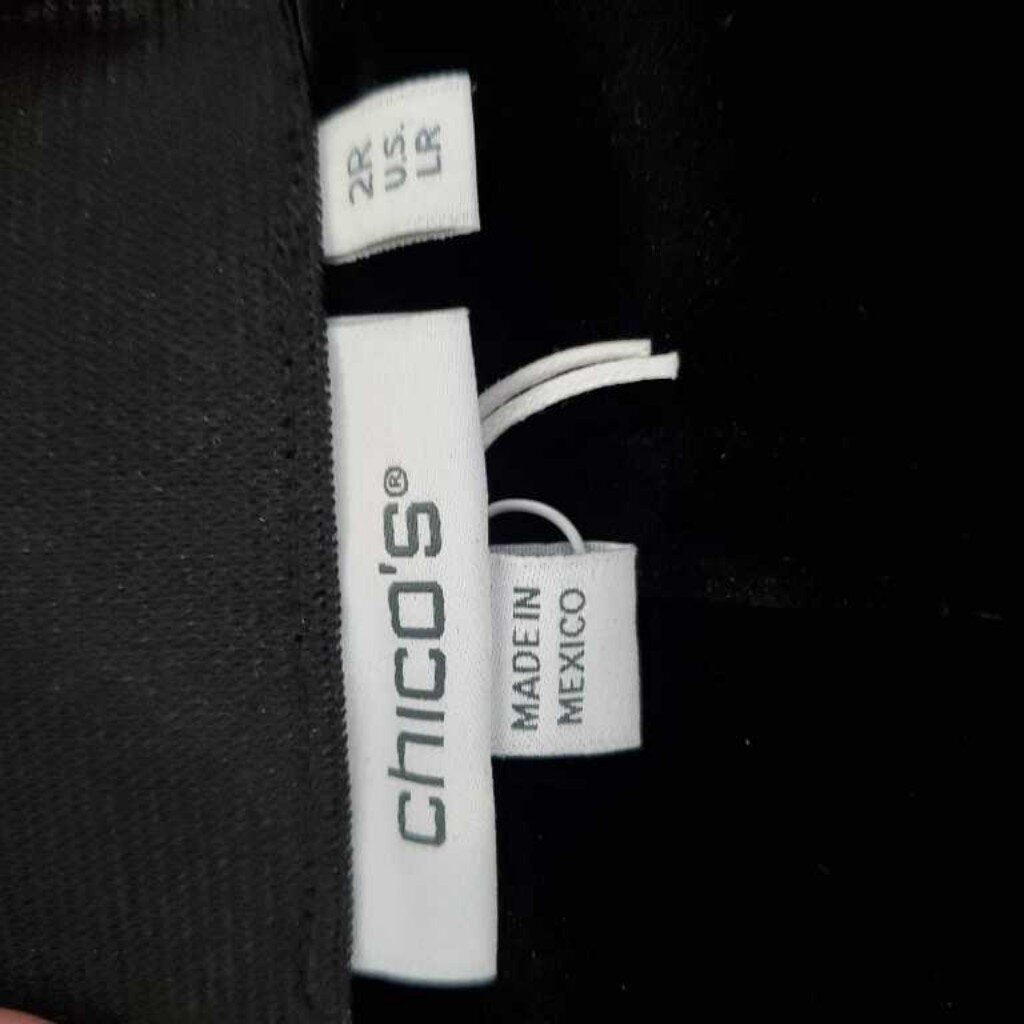 chico's®
2R
U.S.
LR
MADE IN
MEXICO